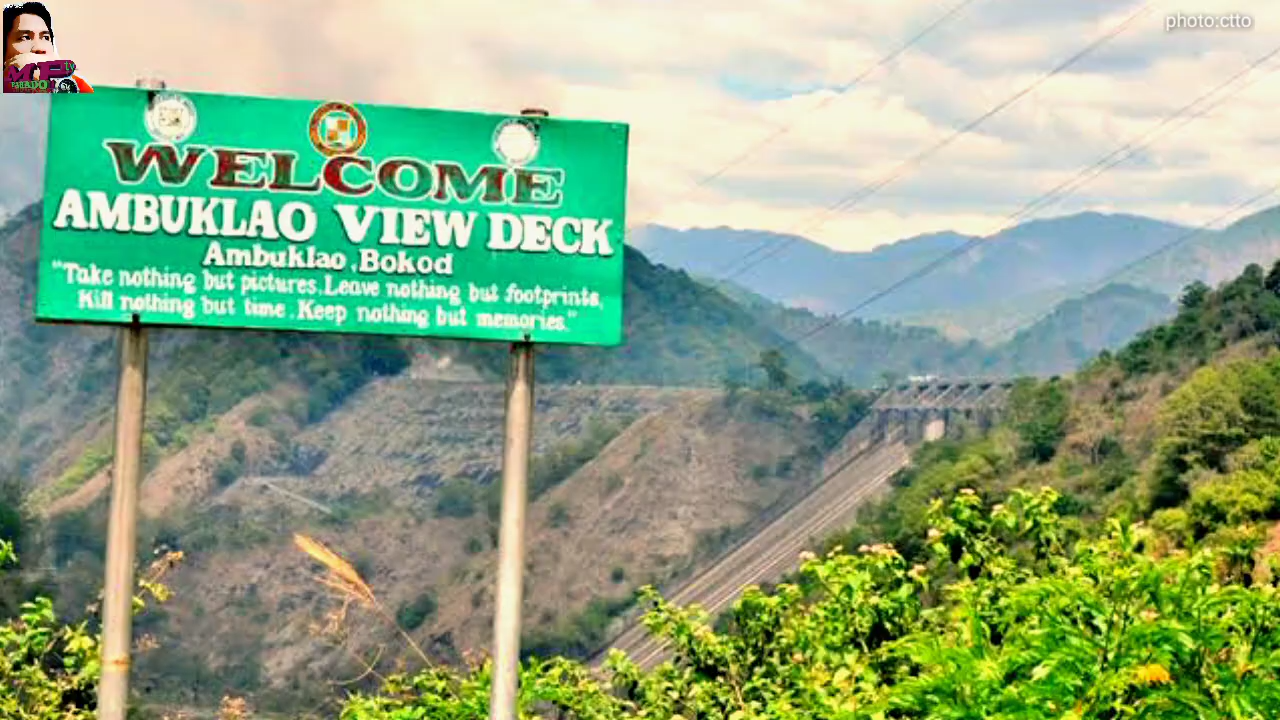 photo:ctto
WELCOME
AMBUKLAO VIEW DECK
Ambuklao, Bokod
"Take nothing but pictures, Leave nothing but footprints,
Kill nothing but time. Keep nothing but memories."